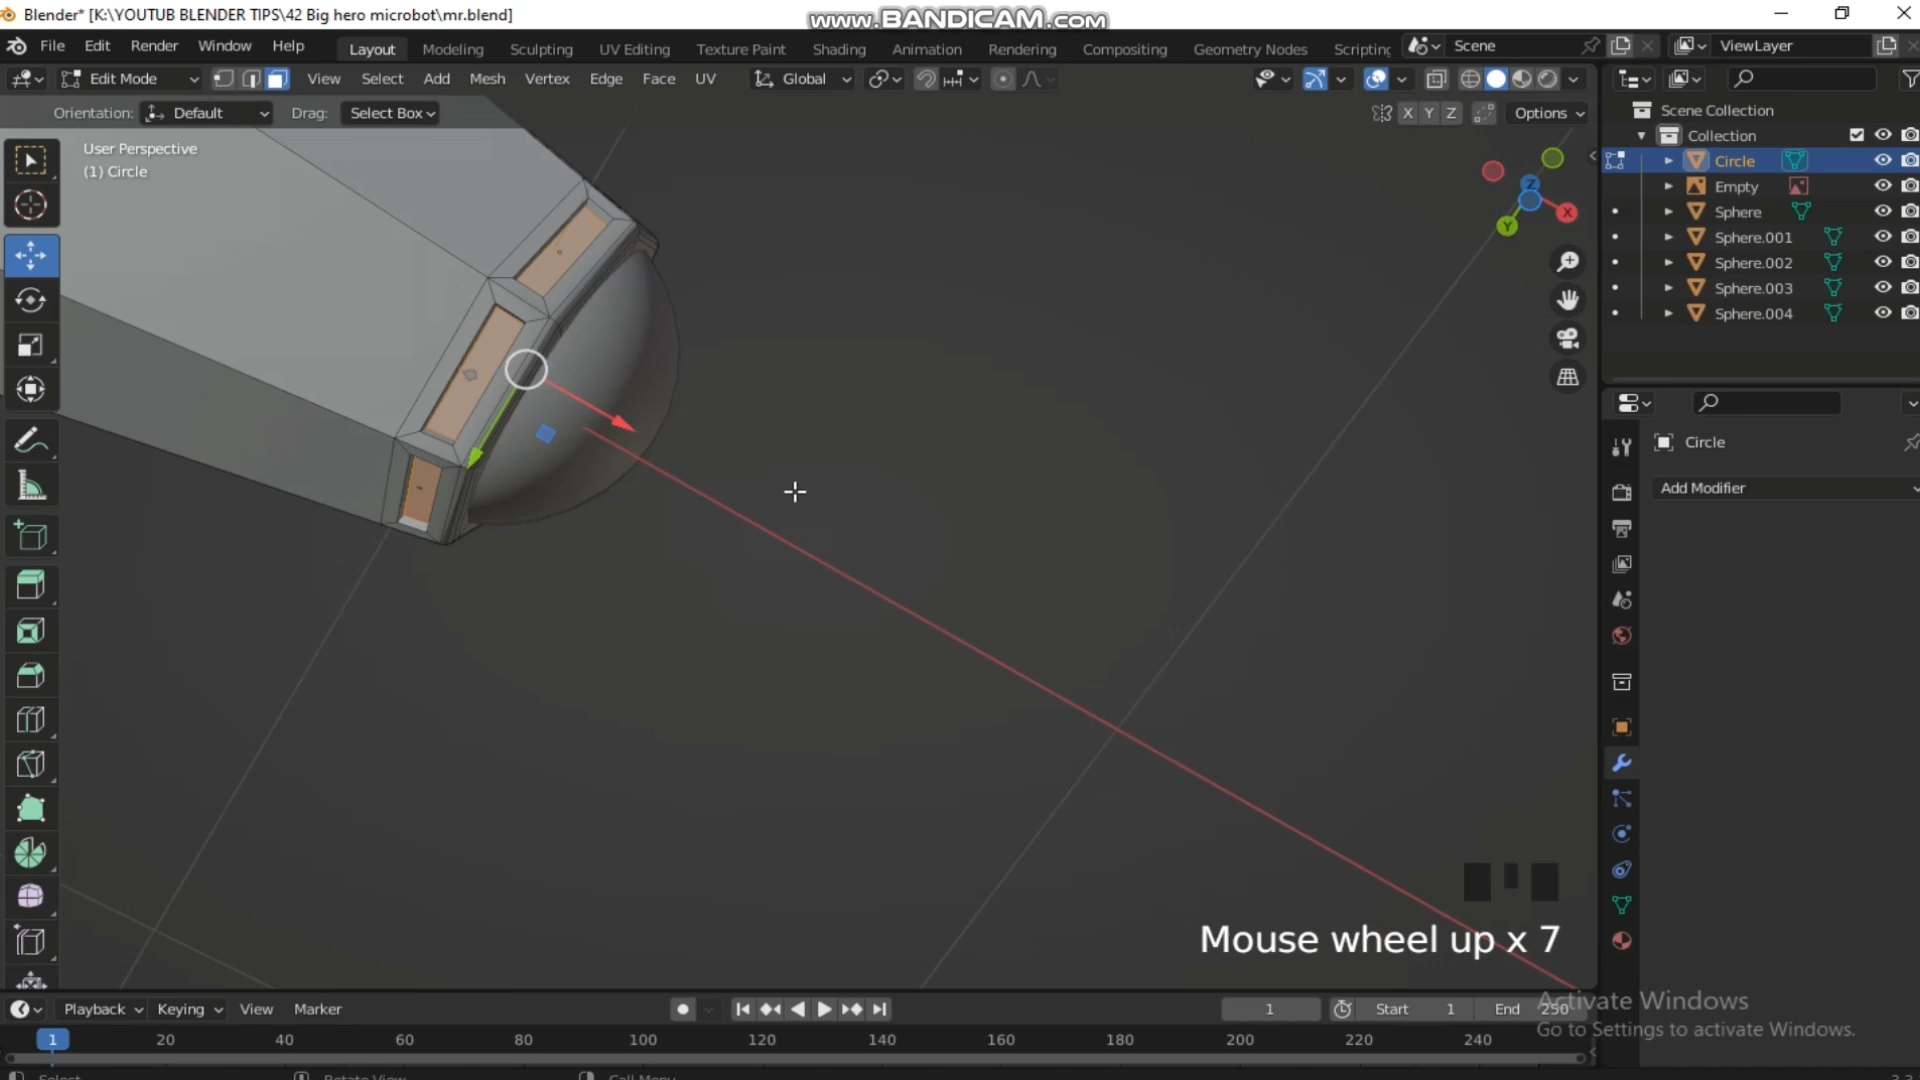 Blender* [K:\YOUTUB BLENDER TIPS\42 Big hero microbot\mr.blend]
www.BANDICAM.com
File Edit Render Window Help
Layout Modeling Sculpting UV Editing Texture Paint Shading Animation Rendering Compositing Geometry Nodes Scripting
Scene
ViewLayer
Edit Mode View Select Add Mesh Vertex Edge Face UV Global
Orientation: Default Drag: Select Box
X Y Z Options
User Perspective
(1) Circle
Z
X
Y
Scene Collection
Collection
Circle
Empty
Sphere
Sphere.001
Sphere.002
Sphere.003
Sphere.004
Circle
Add Modifier
Mouse wheel up x 7
Activate Windows
Go to Settings to activate Windows.
Playback Keying View Marker
1 Start 1 End 250
1 20 40 60 80 100 120 140 160 180 200 220 240
Select Rotate View Call Menu